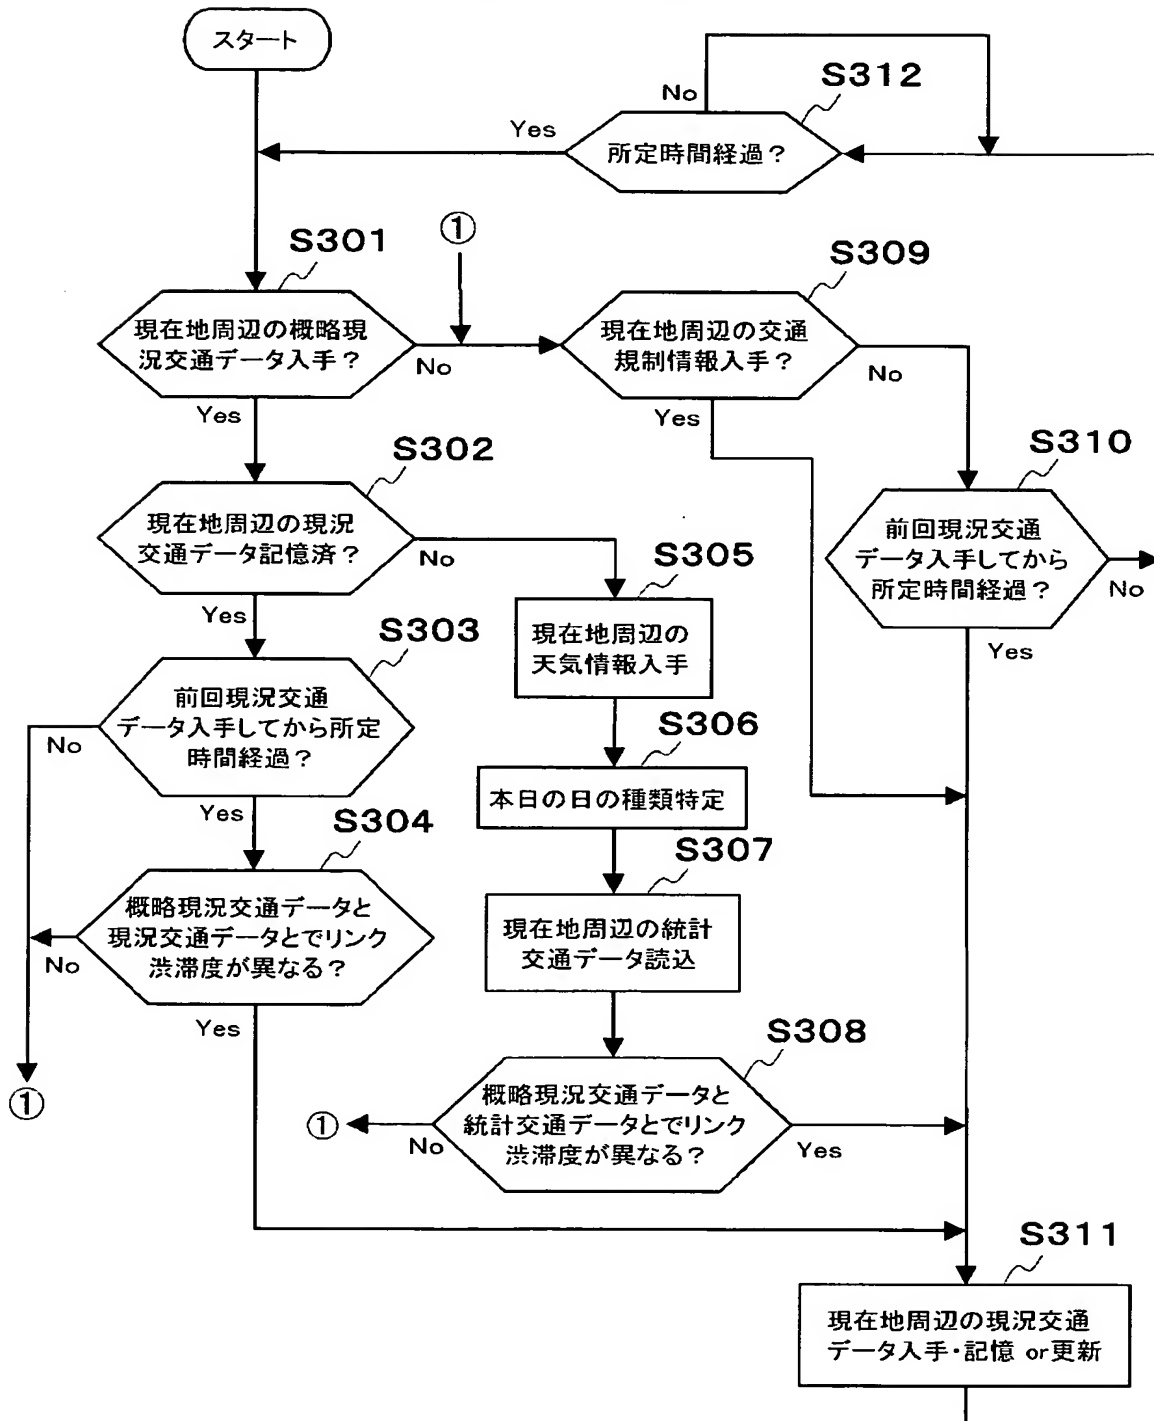 スタート
S312
No
Yes
所定時間経過？
①
S301
現在地周辺の概略現
況交通データ入手？
No
Yes
S309
現在地周辺の交通
規制情報入手？
No
Yes
S302
現在地周辺の現況
交通データ記憶済？
No
Yes
S310
前回現況交通
データ入手してから
所定時間経過？
No
Yes
S305
現在地周辺の
天気情報入手
S303
前回現況交通
データ入手してから所定
時間経過？
No
Yes
S306
本日の日の種類特定
S304
概略現況交通データと
現況交通データとでリンク
渋滞度が異なる？
No
Yes
S307
現在地周辺の統計
交通データ読込
①
S308
概略現況交通データと
統計交通データとでリンク
渋滞度が異なる？
①
No
Yes
S311
現在地周辺の現況交通
データ入手・記憶 or更新